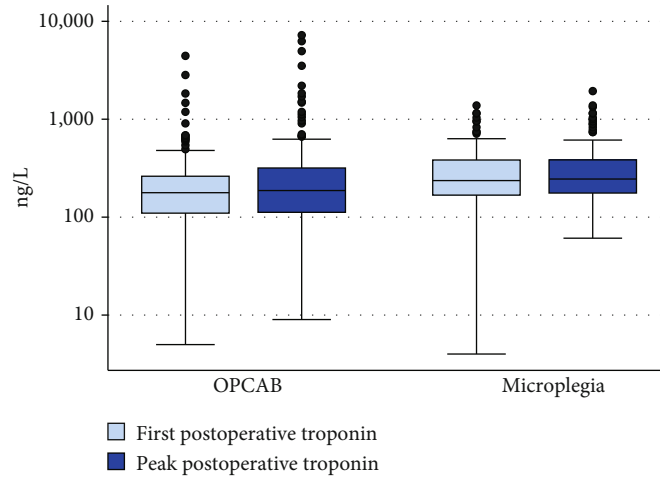 10,000
1,000
100
10
ng/L
OPCAB
Microplegia
First postoperative troponin
Peak postoperative troponin